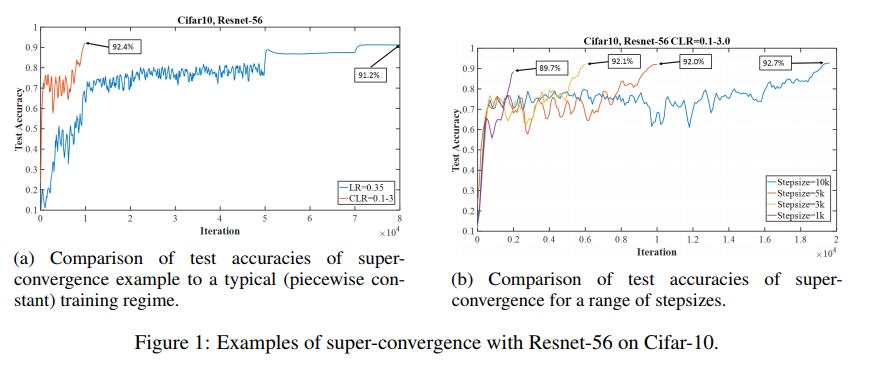 Cifar10, Resnet-56
Test Accuracy
1
0.9
0.8
0.7
0.6
0.5
0.4
0.3
0.2
0.1
92.4%
91.2%
LR=0.35
CLR=0.1-3
0 1 2 3 4 5 6 7 8
Iteration
×10⁴
(a) Comparison of test accuracies of super-
convergence example to a typical (piecewise con-
stant) training regime.
Cifar10, Resnet-56 CLR=0.1-3.0
Test Accuracy
1
0.9
0.8
0.7
0.6
0.5
0.4
0.3
0.2
0.1
89.7%
92.1%
92.0%
92.7%
Stepsize=10k
Stepsize=5k
Stepsize=3k
Stepsize=1k
0 0.2 0.4 0.6 0.8 1 1.2 1.4 1.6 1.8 2
Iteration
×10⁴
(b) Comparison of test accuracies of super-
convergence for a range of stepsizes.
Figure 1: Examples of super-convergence with Resnet-56 on Cifar-10.